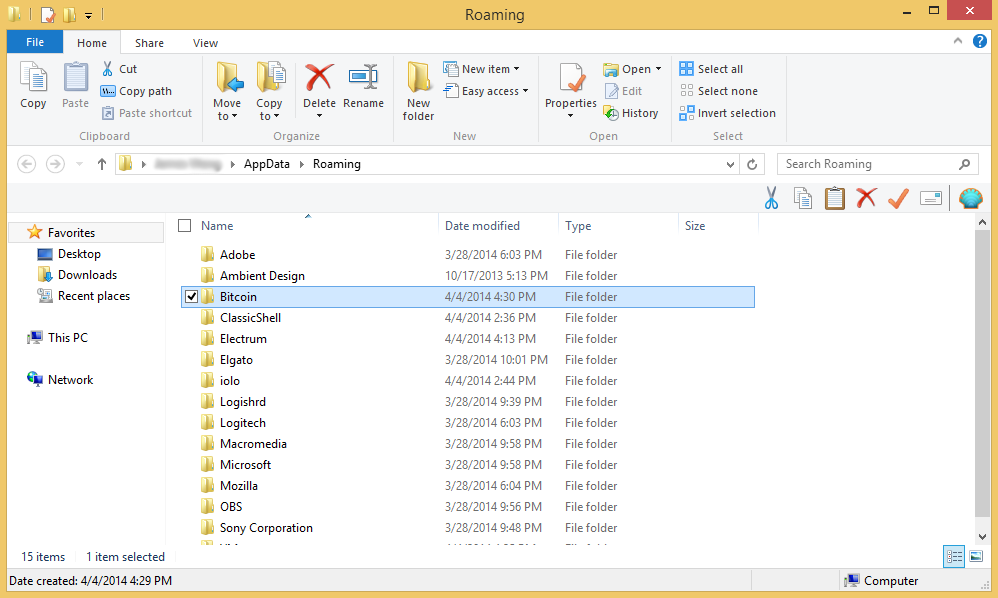 Roaming
File Home Share View
Copy Paste Cut Copy path Paste shortcut
Clipboard
Move to Copy to Delete Rename
Organize
New folder New item Easy access
New
Properties Open Edit History
Open
Select all Select none Invert selection
Select
AppData Roaming Search Roaming
Favorites
Desktop
Downloads
Recent places
This PC
Network
Name Date modified Type Size
Adobe 3/28/2014 6:03 PM File folder
Ambient Design 10/17/2013 5:13 PM File folder
Bitcoin 4/4/2014 4:30 PM File folder
ClassicShell 4/4/2014 2:36 PM File folder
Electrum 4/4/2014 4:13 PM File folder
Elgato 3/28/2014 10:01 PM File folder
iolo 4/4/2014 2:44 PM File folder
Logishrd 3/28/2014 9:39 PM File folder
Logitech 3/28/2014 6:03 PM File folder
Macromedia 3/28/2014 9:58 PM File folder
Microsoft 3/28/2014 9:58 PM File folder
Mozilla 3/28/2014 6:04 PM File folder
OBS 3/28/2014 9:56 PM File folder
Sony Corporation 3/28/2014 9:48 PM File folder
15 items 1 item selected
Date created: 4/4/2014 4:29 PM Computer